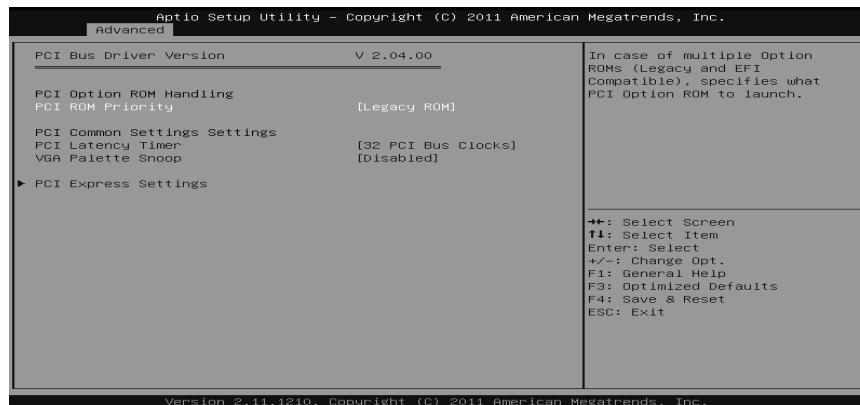 Aptio Setup Utility – Copyright (C) 2011 American Megatrends, Inc.
Advanced
PCI Bus Driver Version V 2.04.00
PCI Option ROM Handling
PCI ROM Priority [Legacy ROM]
PCI Common Settings Settings
PCI Latency Timer [32 PCI Bus Clocks]
VGA Palette Snoop [Disabled]
► PCI Express Settings
In case of multiple Option
ROMs (Legacy and EFI
Compatible), specifies what
PCI Option ROM to launch.
→←: Select Screen
↑↓: Select Item
Enter: Select
+/-: Change Opt.
F1: General Help
F3: Optimized Defaults
F4: Save & Reset
ESC: Exit
Version 2.11.1210. Copyright (C) 2011 American Megatrends, Inc.